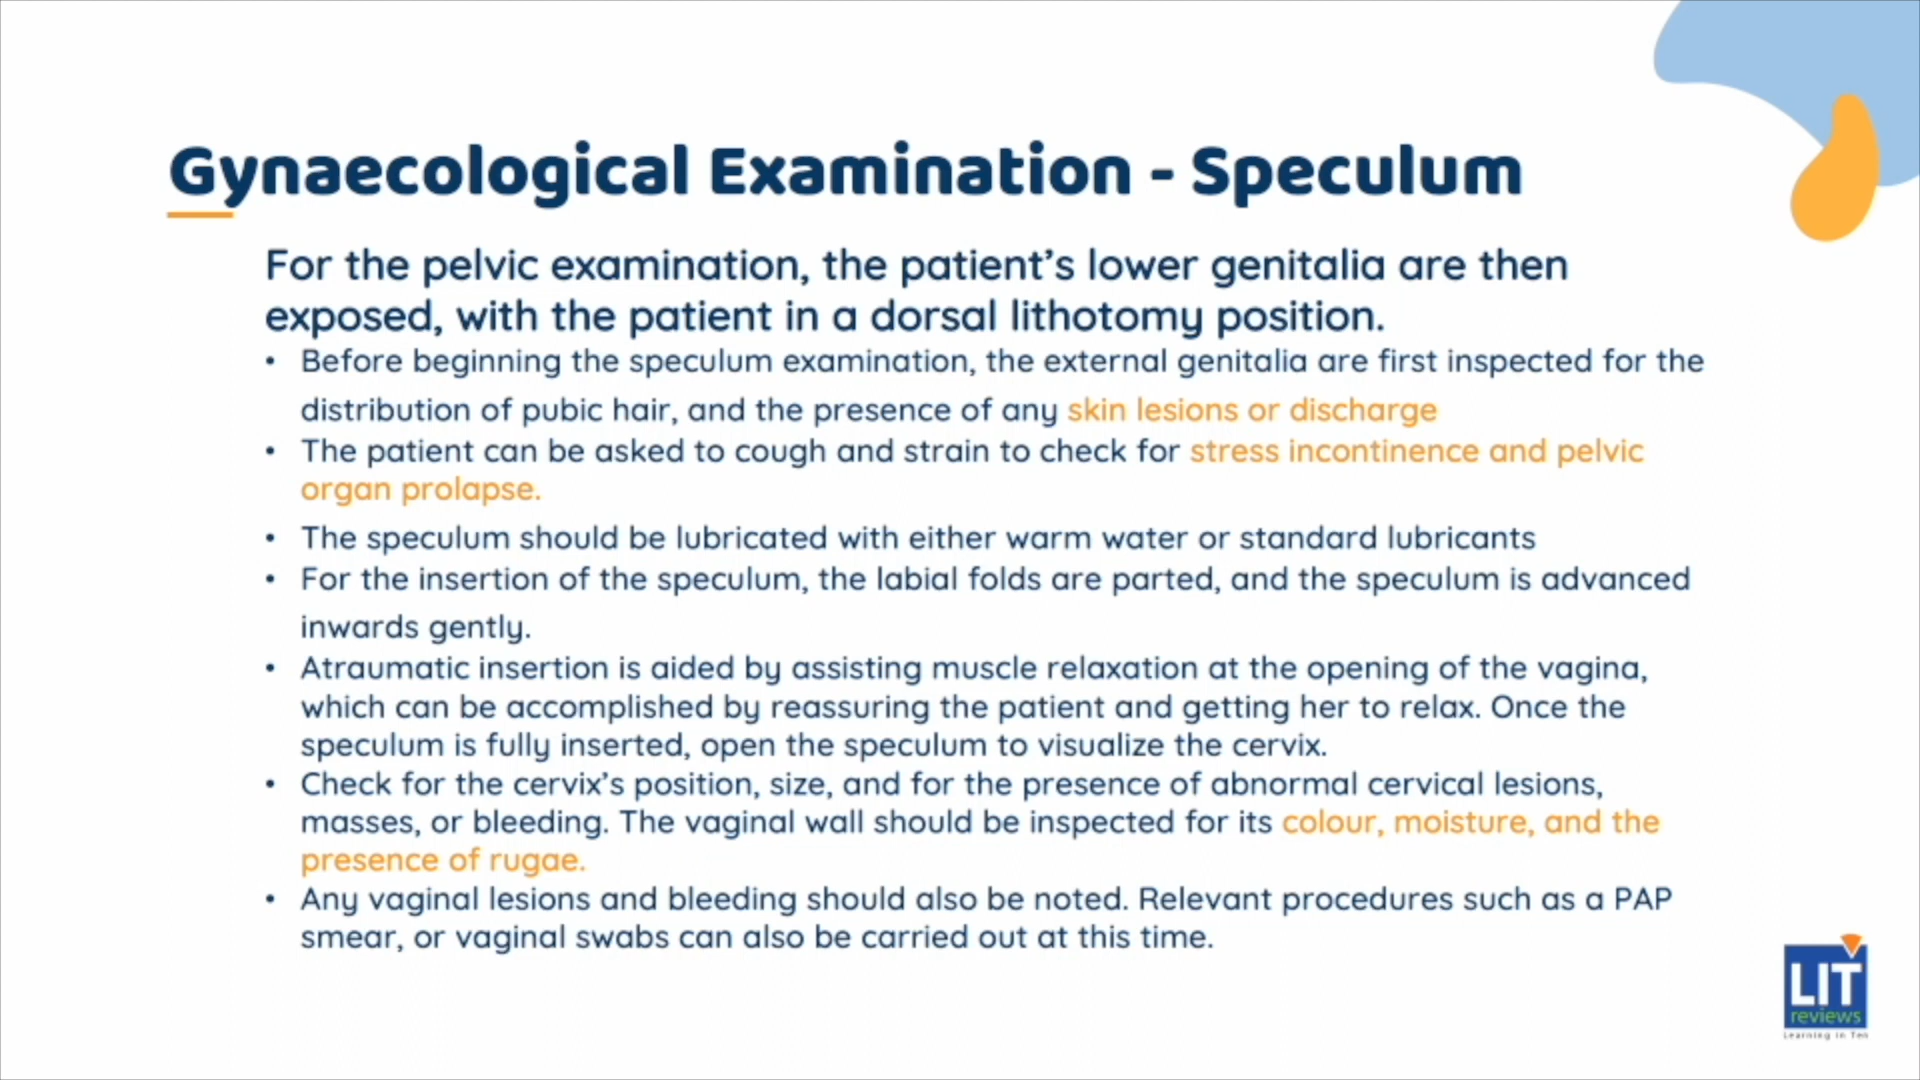 Gynaecological Examination - Speculum
For the pelvic examination, the patient’s lower genitalia are then
exposed, with the patient in a dorsal lithotomy position.
• Before beginning the speculum examination, the external genitalia are first inspected for the
distribution of pubic hair, and the presence of any skin lesions or discharge
• The patient can be asked to cough and strain to check for stress incontinence and pelvic
organ prolapse.
• The speculum should be lubricated with either warm water or standard lubricants
• For the insertion of the speculum, the labial folds are parted, and the speculum is advanced
inwards gently.
• Atraumatic insertion is aided by assisting muscle relaxation at the opening of the vagina,
which can be accomplished by reassuring the patient and getting her to relax. Once the
speculum is fully inserted, open the speculum to visualize the cervix.
• Check for the cervix’s position, size, and for the presence of abnormal cervical lesions,
masses, or bleeding. The vaginal wall should be inspected for its colour, moisture, and the
presence of rugae.
• Any vaginal lesions and bleeding should also be noted. Relevant procedures such as a PAP
smear, or vaginal swabs can also be carried out at this time.
LIT
reviews
Learning in Ten